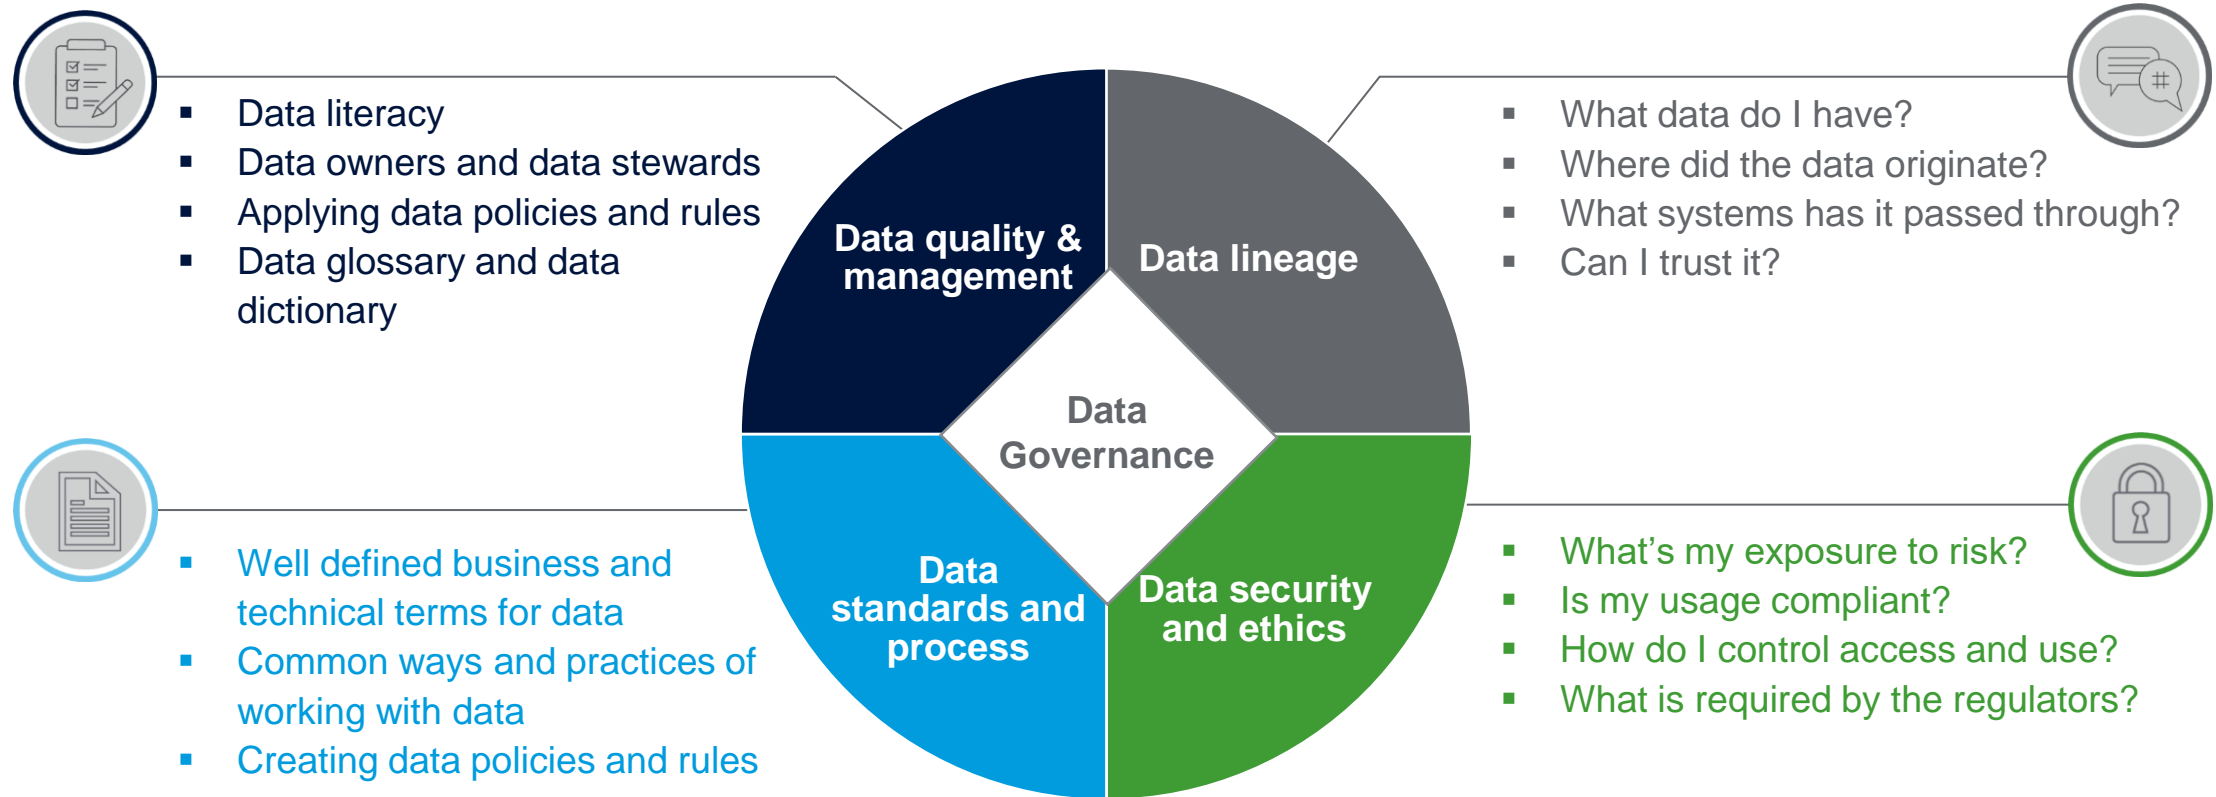 Data literacy
Data owners and data stewards
Applying data policies and rules
Data glossary and data
dictionary
Data quality &
management
Data lineage
What data do I have?
Where did the data originate?
What systems has it passed through?
Can I trust it?
#
Data
Governance
Well defined business and
technical terms for data
Common ways and practices of
working with data
Creating data policies and rules
Data
standards and
process
Data security
and ethics
What's my exposure to risk?
Is my usage compliant?
How do I control access and use?
What is required by the regulators?